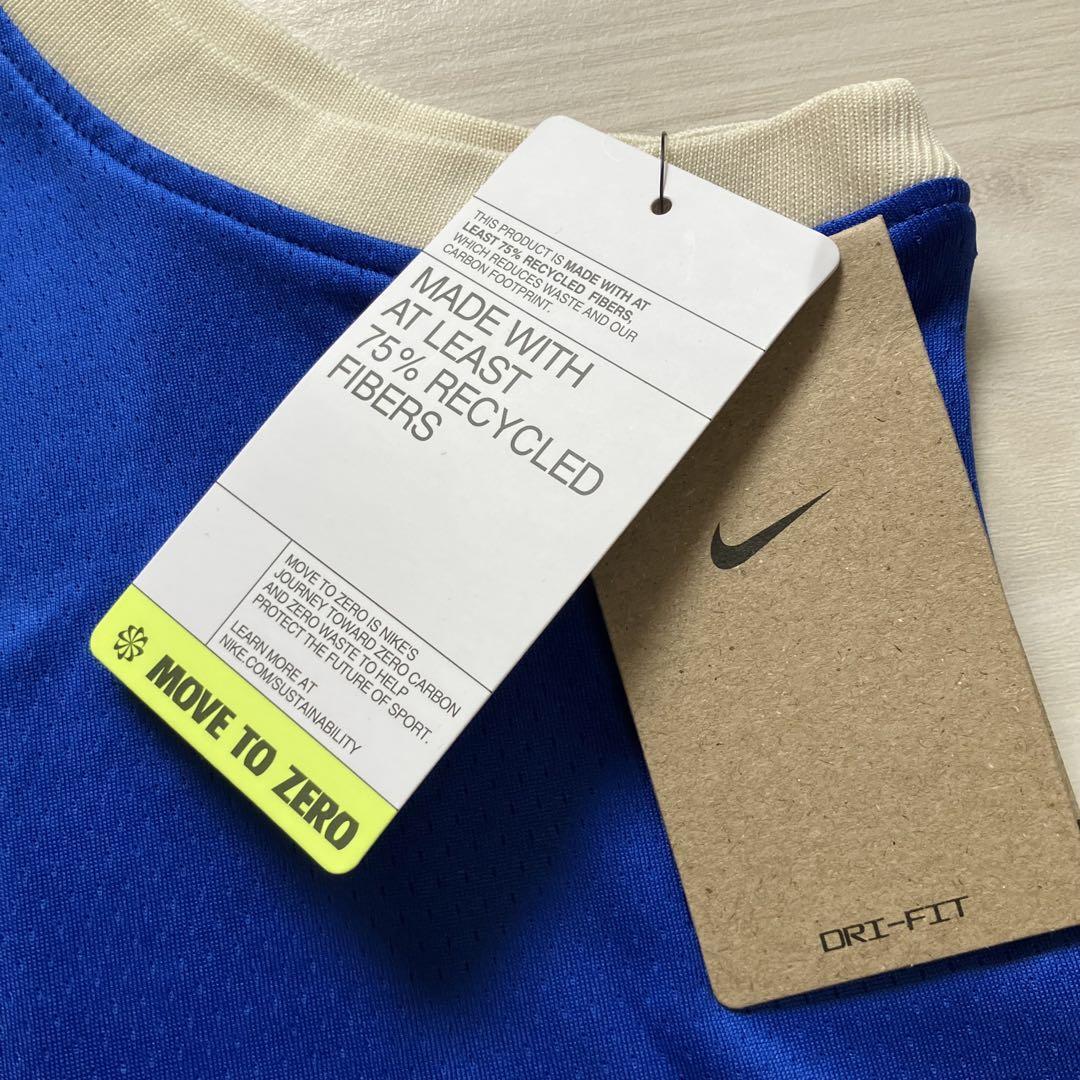 THIS PRODUCT IS MADE WITH AT
LEAST 75% RECYCLED FIBERS,
WHICH REDUCES WASTE AND OUR
CARBON FOOTPRINT.
MADE WITH
AT LEAST
75% RECYCLED
FIBERS
MOVE TO ZERO IS NIKE'S
JOURNEY TOWARD ZERO CARBON
AND ZERO WASTE TO HELP
PROTECT THE FUTURE OF SPORT.
LEARN MORE AT
NIKE.COM/SUSTAINABILITY
MOVE TO ZERO
DRI-FIT